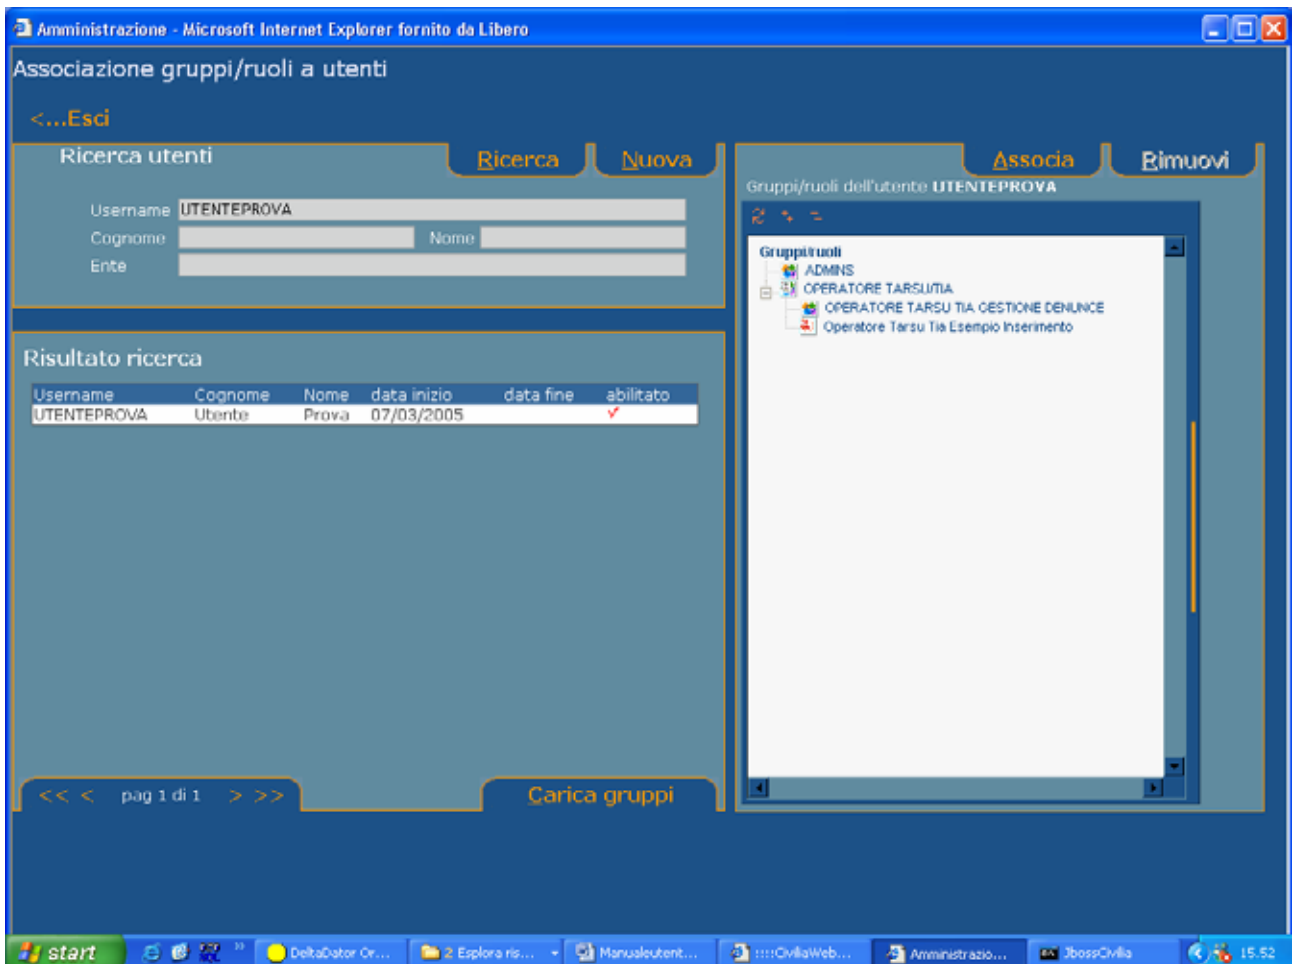 Amministrazione - Microsoft Internet Explorer fornito da Libero
Associazione gruppi/ruoli a utenti
<...Esci
Ricerca utenti
Ricerca
Nuova
Username UTENTEPROVA
Cognome
Nome
Ente
Risultato ricerca
Username Cognome Nome data inizio data fine abilitato
UTENTEPROVA Utente Prova 07/03/2005
<< < pag 1 di 1 > >>
Carica gruppi
Associa
Rimuovi
Gruppi/ruoli dell'utente UTENTEPROVA
Gruppi/ruoli
ADMINS
OPERATORE TARSU/TIA
OPERATORE TARSU TIA GESTIONE DENUNCE
Operatore Tarsu Tia Esempio Inserimento
start
DeltaDator Or...
2 Esplora ris...
Manualeutent...
::::CiviliaWeb...
Amministrazio...
JbossCivilia
15.52